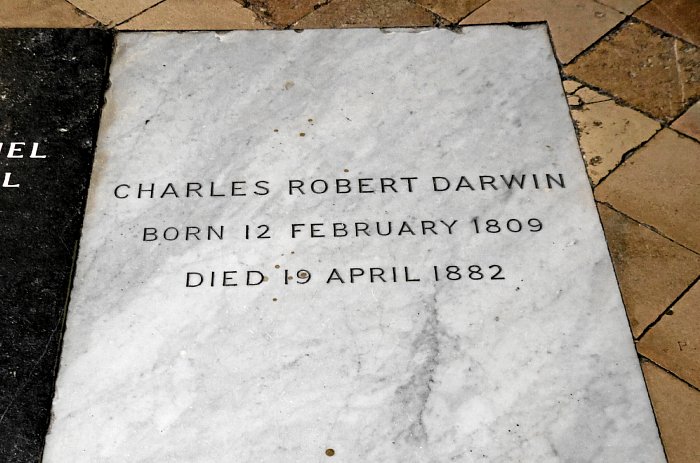 CHARLES ROBERT DARWIN
BORN 12 FEBRUARY 1809
DIED 19 APRIL 1882